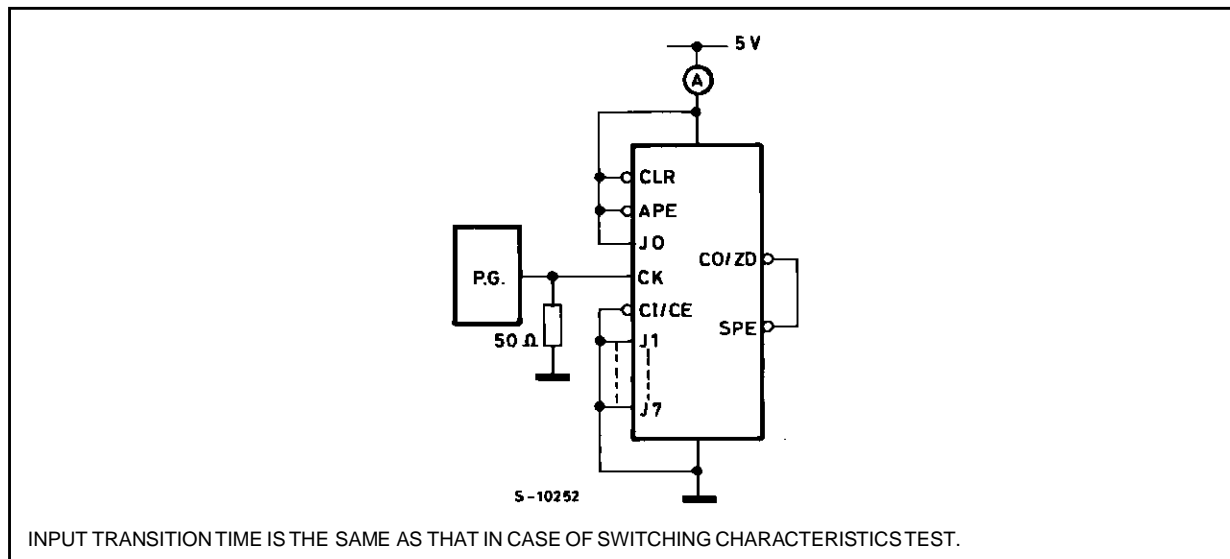 5 V
A
CLR
APE
J0
P.G.
CK
CO/ZD
CI/CE
SPE
50 Ω
J1
J7
S-10252
INPUT TRANSITION TIME IS THE SAME AS THAT IN CASE OF SWITCHING CHARACTERISTICS TEST.